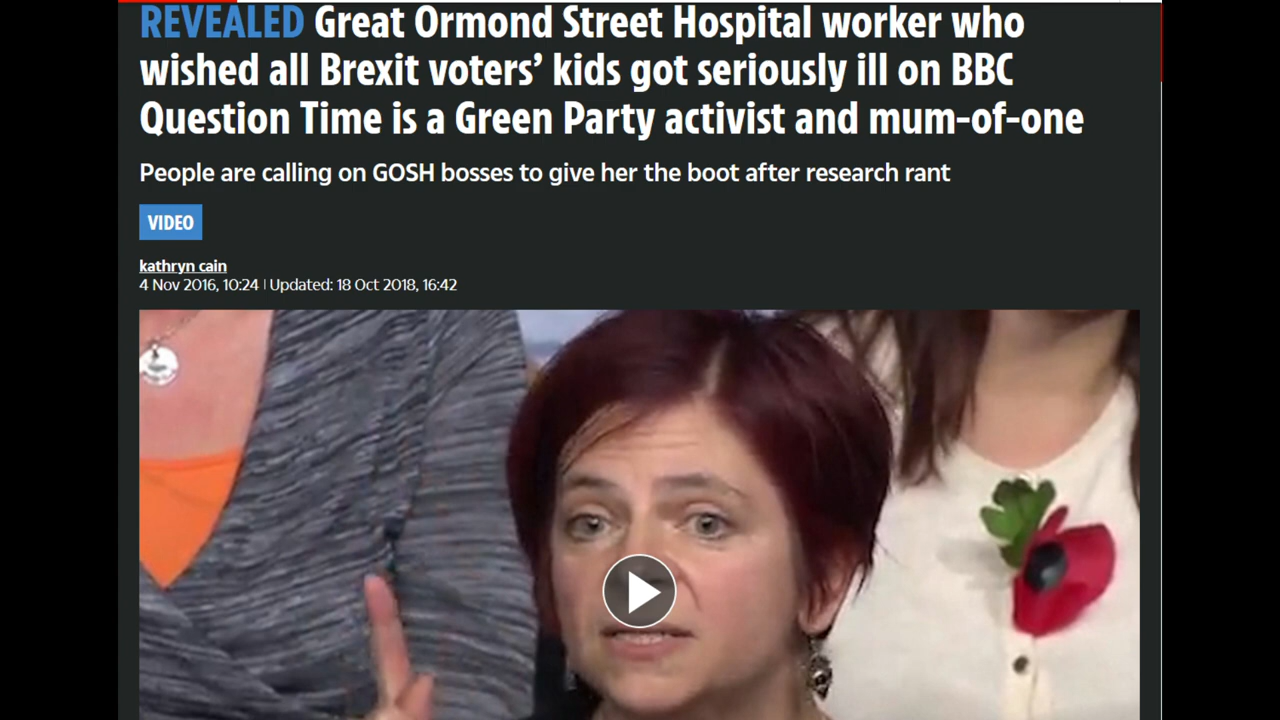 REVEALED Great Ormond Street Hospital worker who
wished all Brexit voters’ kids got seriously ill on BBC
Question Time is a Green Party activist and mum-of-one
People are calling on GOSH bosses to give her the boot after research rant
VIDEO
kathryn cain
4 Nov 2016, 10:24 | Updated: 18 Oct 2018, 16:42